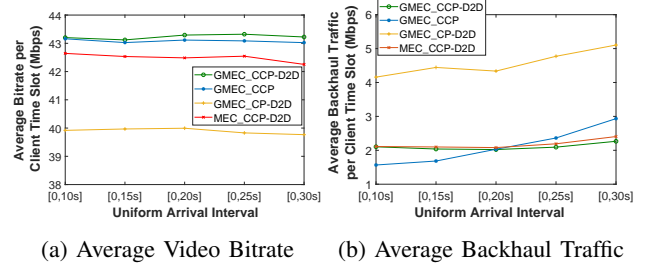 Average Bitrate per
Client Time Slot (Mbps)
44
43
42
41
40
39
38
GMEC_CCP-D2D
GMEC_CCP
GMEC_CP-D2D
MEC_CCP-D2D
[0,10s] [0,15s] [0,20s] [0,25s] [0,30s]
Uniform Arrival Interval
(a) Average Video Bitrate
Average Backhaul Traffic
per Client Time Slot (Mbps)
6
5
4
3
2
1
GMEC_CCP-D2D
GMEC_CCP
GMEC_CP-D2D
MEC_CCP-D2D
[0,10s] [0,15s] [0,20s] [0,25s] [0,30s]
Uniform Arrival Interval
(b) Average Backhaul Traffic